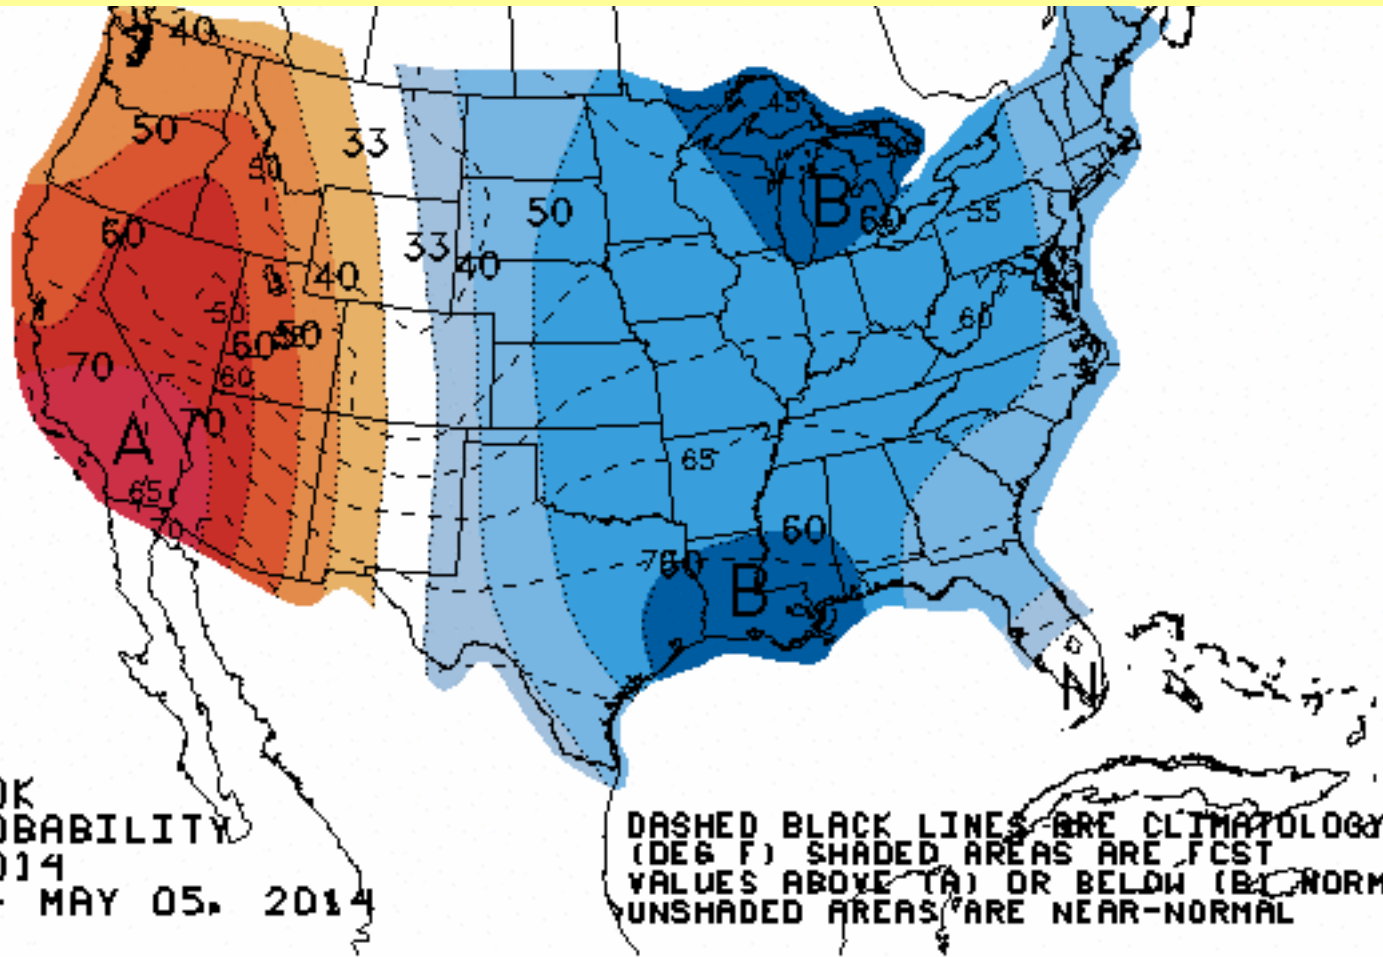 40
50
33
50
50
45
B
60
55
60
33
40
40
50
60
50
60
60
70
A
70
65
65
70
60
70
B
N
OK
OBABILITY
014
- MAY 05. 2014
DASHED BLACK LINES ARE CLIMATOLOGY
(DEG F) SHADED AREAS ARE FCST
VALUES ABOVE (A) OR BELOW (B) NORM
UNSHADED AREAS ARE NEAR-NORMAL